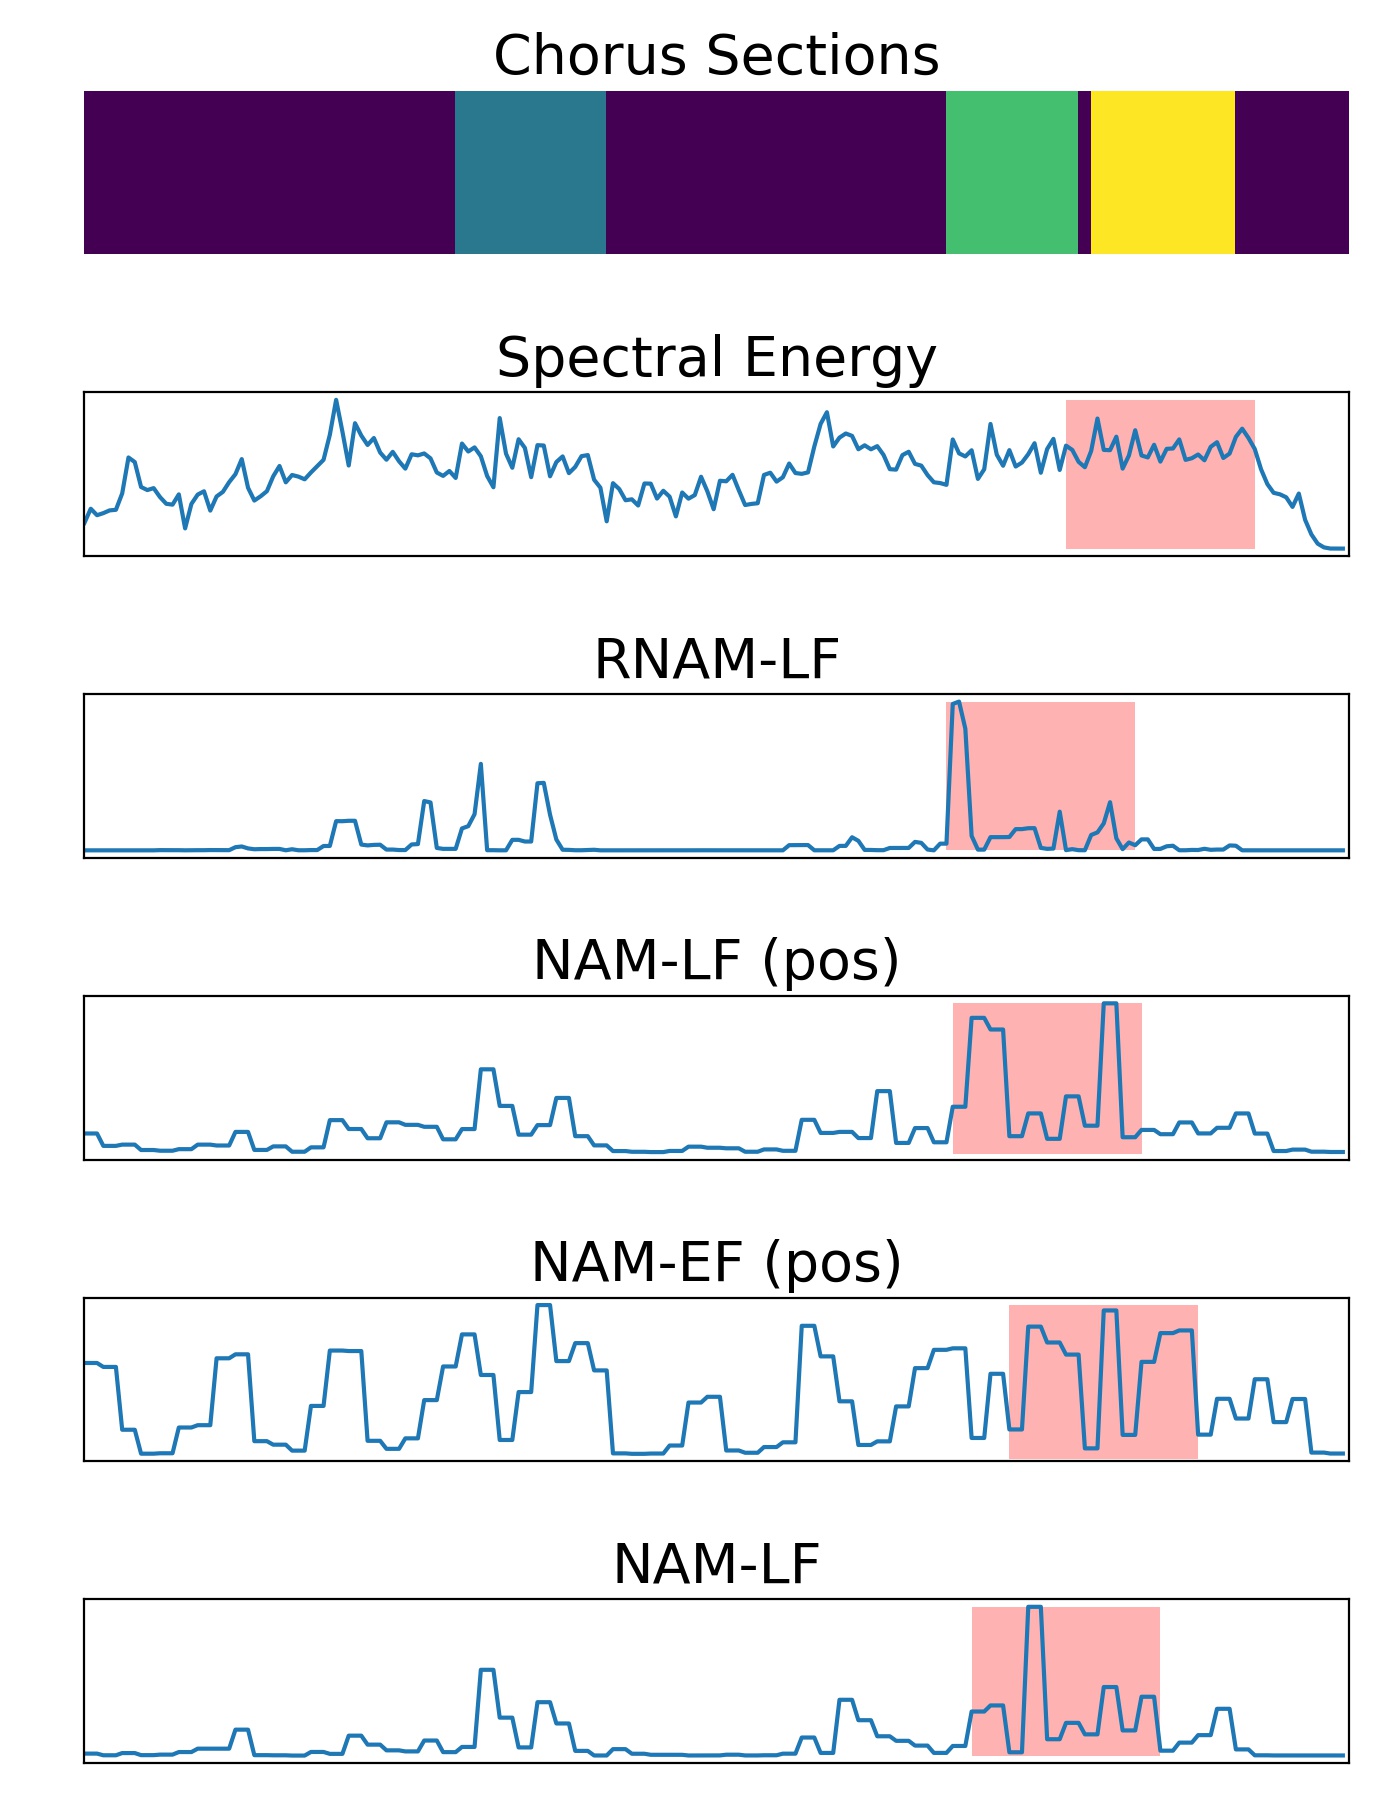 Chorus Sections
Spectral Energy
RNAM-LF
NAM-LF (pos)
NAM-EF (pos)
NAM-LF